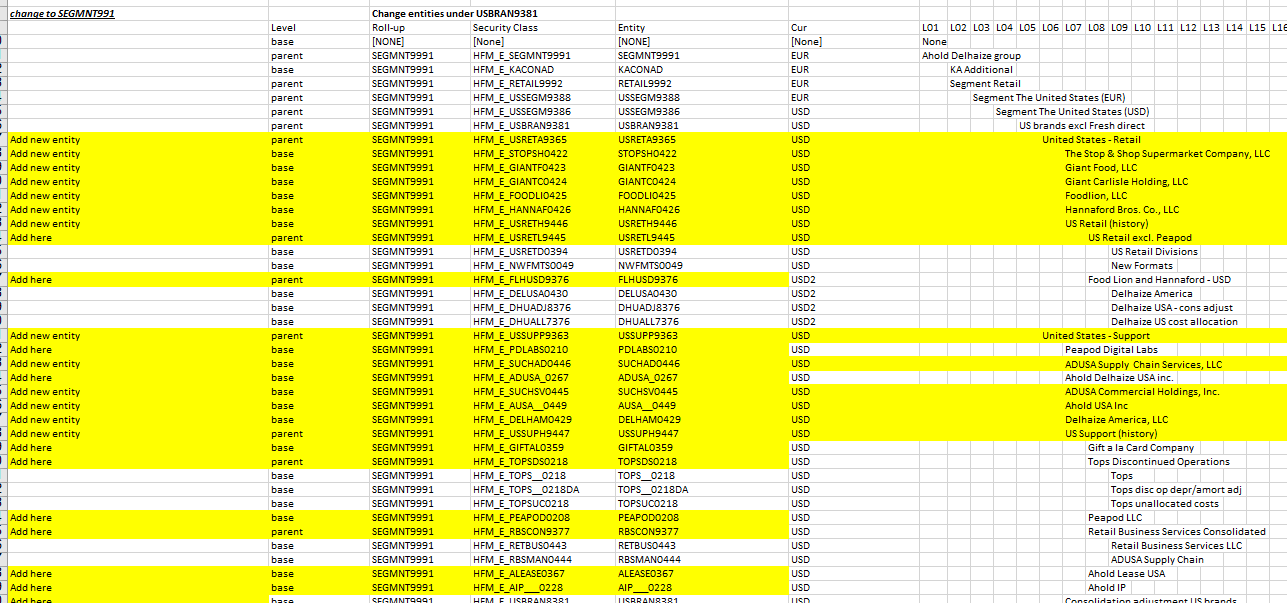 change to SEGMNT991 Change entities under USBRAN9381
Level Roll-up Security Class Entity Cur L01 L02 L03 L04 L05 L06 L07 L08 L09 L10 L11 L12 L13 L14 L15 L16
base [NONE] [None] [NONE] [None] None
parent SEGMNT9991 HFM_E_SEGMNT9991 SEGMNT9991 EUR Ahold Delhaize group
parent SEGMNT9991 HFM_E_KACONAD KACONAD EUR KA Additional
parent SEGMNT9991 HFM_E_RETAIL9992 RETAIL9992 EUR Segment Retail
parent SEGMNT9991 HFM_E_USSEGM9388 USSEGM9388 EUR Segment The United States (EUR)
parent SEGMNT9991 HFM_E_USSEGM9386 USSEGM9386 USD Segment The United States (USD)
parent SEGMNT9991 HFM_E_USBRAN9381 USBRAN9381 USD US brands excl Fresh direct
Add new entity parent SEGMNT9991 HFM_E_USRETA9365 USRETA9365 USD United States - Retail
Add new entity base SEGMNT9991 HFM_E_STOPSH0422 STOPSH0422 USD The Stop & Shop Supermarket Company, LLC
Add new entity base SEGMNT9991 HFM_E_GIANTF0423 GIANTF0423 USD Giant Food, LLC
Add new entity base SEGMNT9991 HFM_E_GIANTC0424 GIANTC0424 USD Giant Carlisle Holding, LLC
Add new entity base SEGMNT9991 HFM_E_FOODLI0425 FOODLI0425 USD Foodlion, LLC
Add new entity base SEGMNT9991 HFM_E_HANNAF0426 HANNAF0426 USD Hannaford Bros. Co., LLC
Add new entity base SEGMNT9991 HFM_E_USRETH9446 USRETH9446 USD US Retail (history)
Add here parent SEGMNT9991 HFM_E_USRETL9445 USRETL9445 USD US Retail excl. Peapod
base SEGMNT9991 HFM_E_USRETD0394 USRETD0394 USD US Retail Divisions
base SEGMNT9991 HFM_E_NWFMTS0049 NWFMTS0049 USD New Formats
Add here parent SEGMNT9991 HFM_E_FLHUSD9376 FLHUSD9376 USD2 Food Lion and Hannaford - USD
base SEGMNT9991 HFM_E_DELUSA0430 DELUSA0430 USD2 Delhaize America
base SEGMNT9991 HFM_E_DHUADJ8376 DHUADJ8376 USD2 Delhaize USA - cons adjust
base SEGMNT9991 HFM_E_DHUALL7376 DHUALL7376 USD2 Delhaize US cost allocation
Add new entity parent SEGMNT9991 HFM_E_USSUPP9363 USSUPP9363 USD United States - Support
Add here base SEGMNT9991 HFM_E_PDLABS0210 PDLABS0210 USD Peapod Digital Labs
Add new entity base SEGMNT9991 HFM_E_SUCHAD0446 SUCHAD0446 USD ADUSA Supply Chain Services, LLC
Add here base SEGMNT9991 HFM_E_ADUSA_0267 ADUSA_0267 USD Ahold Delhaize USA inc.
Add new entity base SEGMNT9991 HFM_E_SUCHSV0445 SUCHSV0445 USD ADUSA Commercial Holdings, Inc.
Add new entity base SEGMNT9991 HFM_E_AUSA__0449 AUSA__0449 USD Ahold USA Inc
Add new entity base SEGMNT9991 HFM_E_DELHAM0429 DELHAM0429 USD Delhaize America, LLC
Add new entity parent SEGMNT9991 HFM_E_USSUPH9447 USSUPH9447 USD US Support (history)
Add here base SEGMNT9991 HFM_E_GIFTAL0359 GIFTAL0359 USD Gift a la Card Company
Add here parent SEGMNT9991 HFM_E_TOPSDS0218 TOPSDS0218 USD Tops Discontinued Operations
base SEGMNT9991 HFM_E_TOPS__0218 TOPS__0218 USD Tops
base SEGMNT9991 HFM_E_TOPS__0218DA TOPS__0218DA USD Tops disc op depr/amort adj
base SEGMNT9991 HFM_E_TOPSUC0218 TOPSUC0218 USD Tops unallocated costs
Add here base SEGMNT9991 HFM_E_PEAPOD0208 PEAPOD0208 USD Peapod LLC
Add here parent SEGMNT9991 HFM_E_RBSCON9377 RBSCON9377 USD Retail Business Services Consolidated
base SEGMNT9991 HFM_E_RETBUS0443 RETBUS0443 USD Retail Business Services LLC
base SEGMNT9991 HFM_E_RBSMAN0444 RBSMAN0444 USD ADUSA Supply Chain
Add here base SEGMNT9991 HFM_E_ALEASE0367 ALEASE0367 USD Ahold Lease USA
Add here base SEGMNT9991 HFM_E_AIP___0228 AIP___0228 USD Ahold IP
Add here base SEGMNT9991 HFM_E_USBRAN8381 USBRAN8381 USD Consolidation adjustment US brands